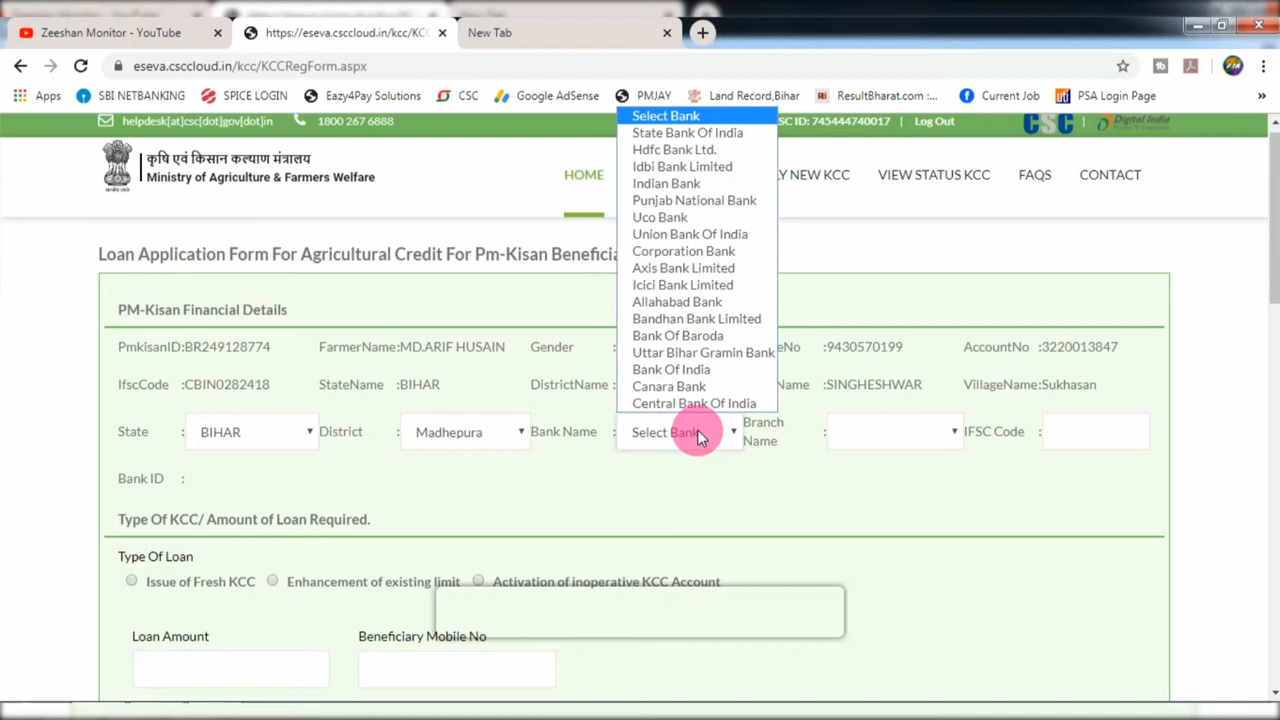 Zeeshan Monitor - YouTube
https://eseva.csccloud.in/kcc/KCC
New Tab
eseva.csccloud.in/kcc/KCCRegForm.aspx
Apps SBI NETBANKING SPICE LOGIN Eazy4Pay Solutions CSC Google AdSense PMJAY Land Record,Bihar ResultBharat.com :... Current Job PSA Login Page »
helpdesk[at]csc[dot]gov[dot]in 1800 267 6888 SC ID: 745444740017 | Log Out CSC Digital India
कृषि एवं किसान कल्याण मंत्रालय
Ministry of Agriculture & Farmers Welfare
HOME Y NEW KCC VIEW STATUS KCC FAQS CONTACT
Select Bank
State Bank Of India
Hdfc Bank Ltd.
Idbi Bank Limited
Indian Bank
Punjab National Bank
Uco Bank
Union Bank Of India
Corporation Bank
Axis Bank Limited
Icici Bank Limited
Allahabad Bank
Bandhan Bank Limited
Bank Of Baroda
Uttar Bihar Gramin Bank
Bank Of India
Canara Bank
Central Bank Of India
Loan Application Form For Agricultural Credit For Pm-Kisan Beneficia
PM-Kisan Financial Details
PmkisanID:BR249128774 FarmerName:MD.ARIF HUSAIN Gender : eNo :9430570199 AccountNo :3220013847
IfscCode :CBIN0282418 StateName :BIHAR DistrictName : Name :SINGHESHWAR VillageName:Sukhasan
State : BIHAR District : Madhepura Bank Name : Select Bank Branch Name : IFSC Code :
Bank ID :
Type Of KCC/ Amount of Loan Required.
Type Of Loan
Issue of Fresh KCC Enhancement of existing limit Activation of inoperative KCC Account
Loan Amount Beneficiary Mobile No